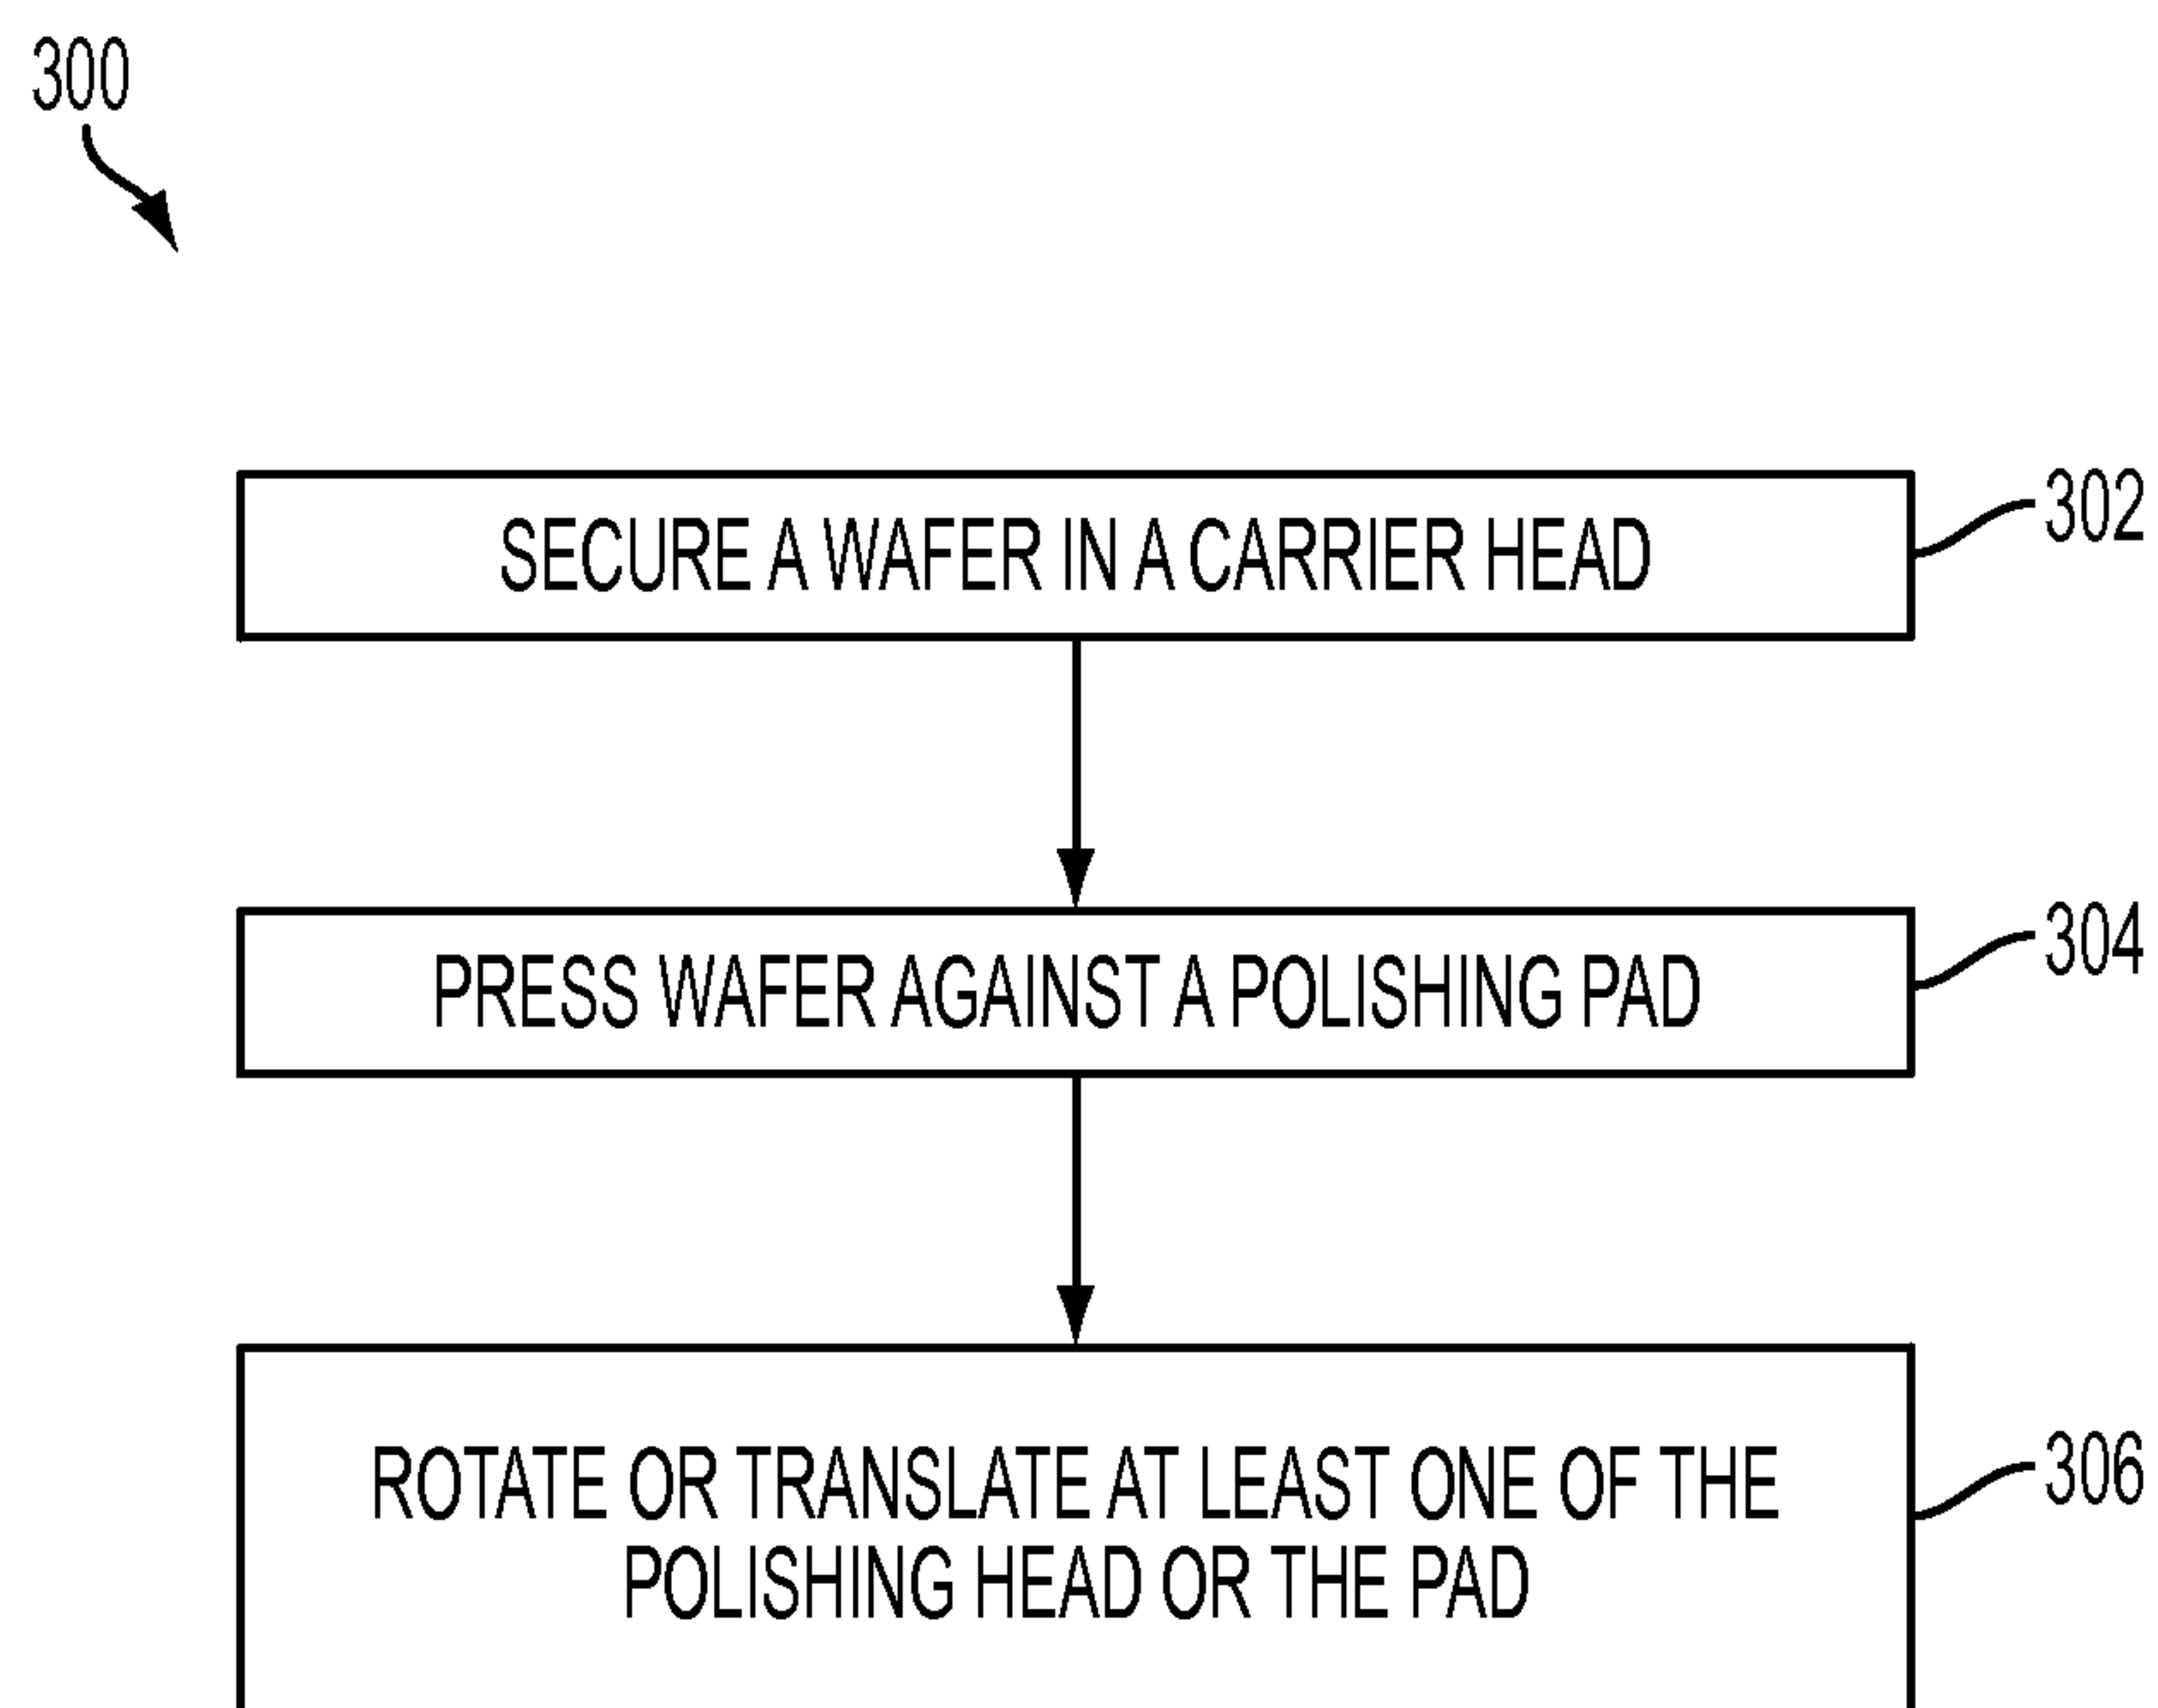 300
SECURE A WAFER IN A CARRIER HEAD
302
PRESS WAFER AGAINST A POLISHING PAD
304
ROTATE OR TRANSLATE AT LEAST ONE OF THE
POLISHING HEAD OR THE PAD
306